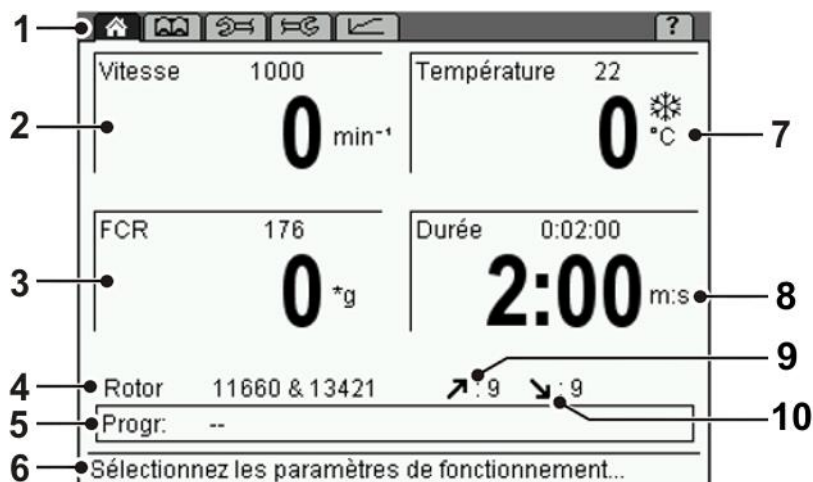 1 ?
Vitesse 1000 Température 22
2 0 min⁻¹ 0 °C 7
FCR 176 Durée 0:02:00
3 0 *g 2:00 m:s 8
9
4 Rotor 11660 & 13421 ↗: 9 ↘: 9
10
5 Progr: --
6 Sélectionnez les paramètres de fonctionnement...